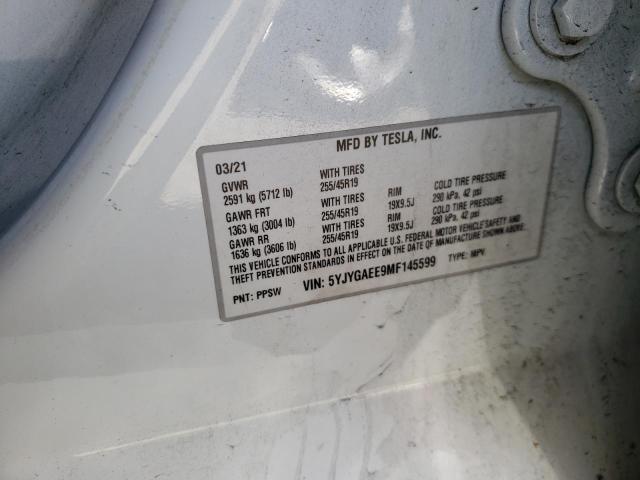 MFD BY TESLA, INC.
03/21
GVWR WITH TIRES COLD TIRE PRESSURE
2591 kg (5712 lb) 255/45R19 RIM 290 kPa, 42 psi
GAWR FRT WITH TIRES 19X9.5J COLD TIRE PRESSURE
1363 kg (3004 lb) 255/45R19 RIM 290 kPa, 42 psi
GAWR RR WITH TIRES 19X9.5J
1636 kg (3606 lb) 255/45R19
THIS VEHICLE CONFORMS TO ALL APPLICABLE U.S. FEDERAL MOTOR VEHICLE SAFETY AND
THEFT PREVENTION STANDARDS IN EFFECT ON THE DATE OF MANUFACTURE SHOWN ABOVE.
PNT: PPSW VIN: 5YJYGAEE9MF145599 TYPE: MPV